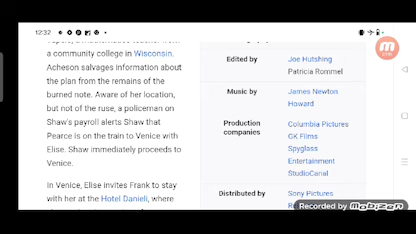 12:32
a community college in Wisconsin.
Acheson salvages information about
the plan from the remains of the
burned note. Aware of her location,
but not of the ruse, a policeman on
Shaw's payroll alerts Shaw that
Pearce is on the train to Venice with
Elise. Shaw immediately proceeds to
Venice.
In Venice, Elise invites Frank to stay
with her at the Hotel Danieli, where
Edited by
Joe Hutshing
Patricia Rommel
Music by
James Newton
Howard
Production
companies
Columbia Pictures
GK Films
Spyglass
Entertainment
StudioCanal
Distributed by
Sony Pictures
Recorded by Mobizen